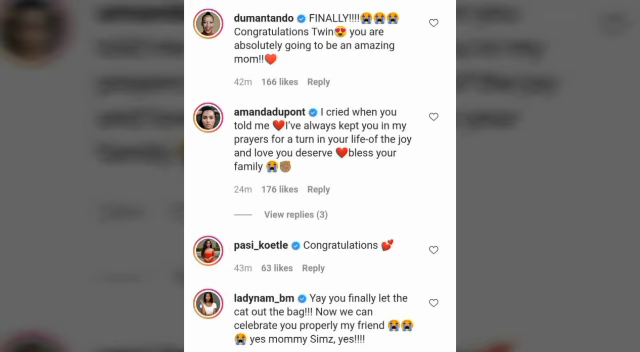 dumantando FINALLY!!!!😭😭😭
Congratulations Twin😍 you are
absolutely going to be an amazing
mom!!❤️
42m 166 likes Reply
amandadupont I cried when you
told me ❤️I've always kept you in my
prayers for a turn in your life-of the joy
and love you deserve ❤️bless your
family 😭✊🏽
24m 176 likes Reply
View replies (3)
pasi_koetle Congratulations 💕
43m 63 likes Reply
ladynam_bm Yay you finally let the
cat out the bag!!! Now we can
celebrate you properly my friend 😭😭
😭 yes mommy Simz, yes!!!!